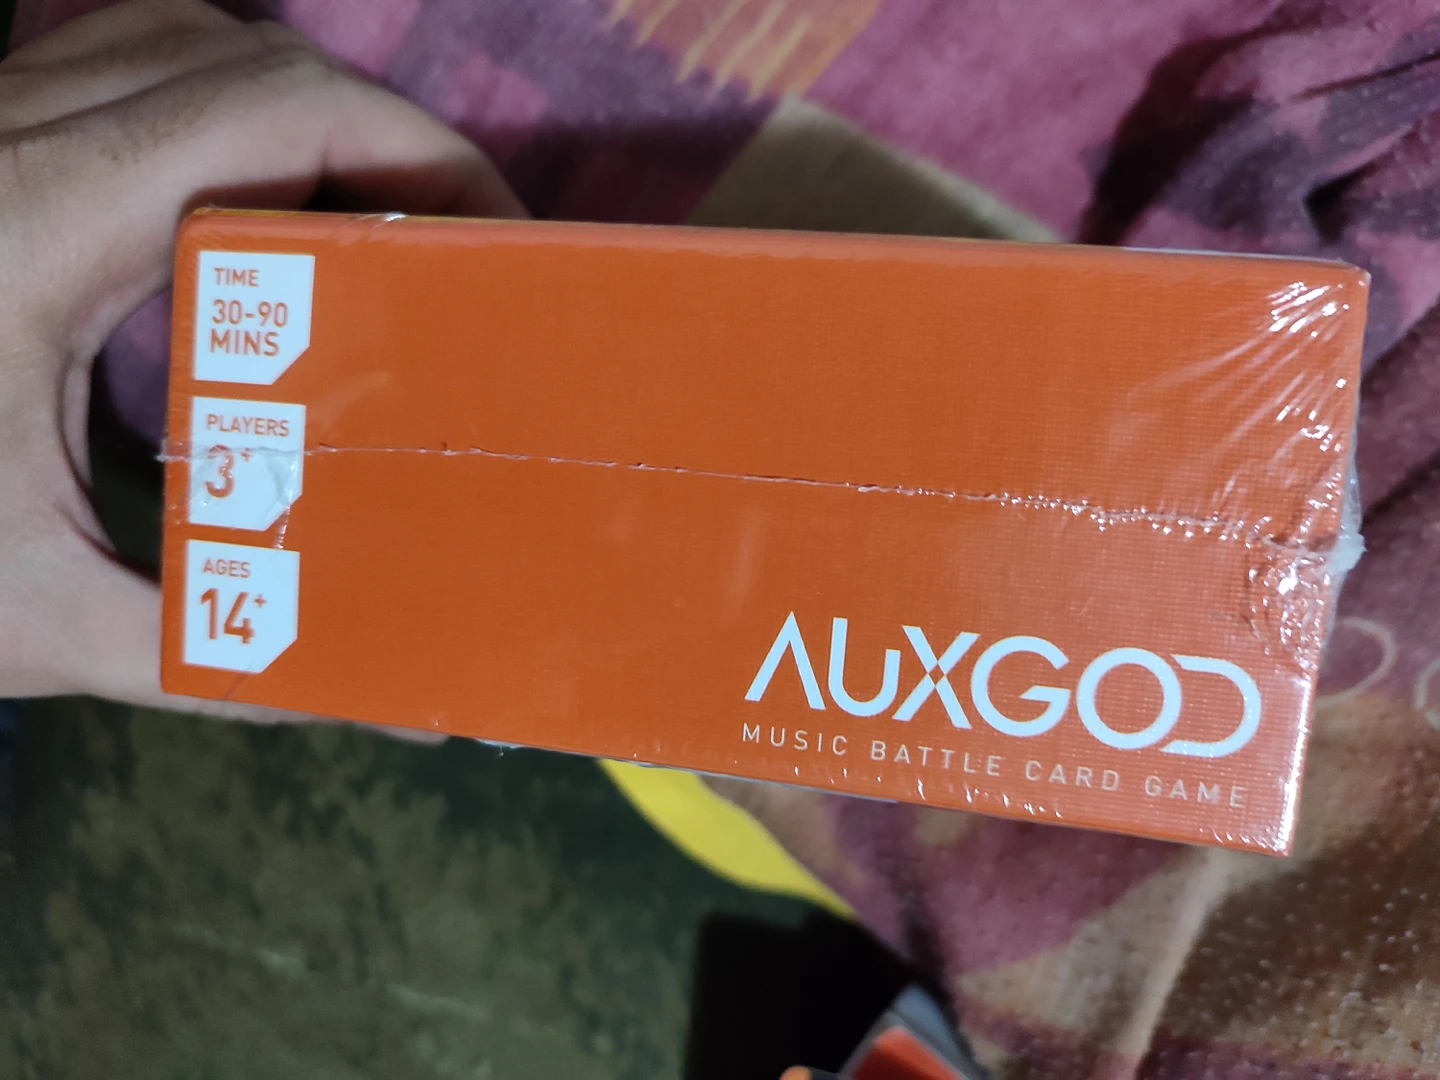 TIME
30-90
MINS
PLAYERS
3+
AGES
14+
AUXGOD
MUSIC BATTLE CARD GAME